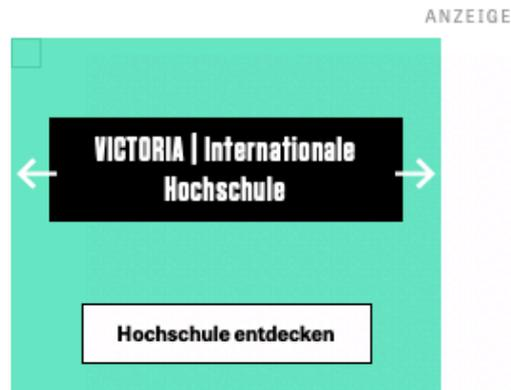 ANZEIGE
VICTORIA | Internationale
Hochschule
Hochschule entdecken